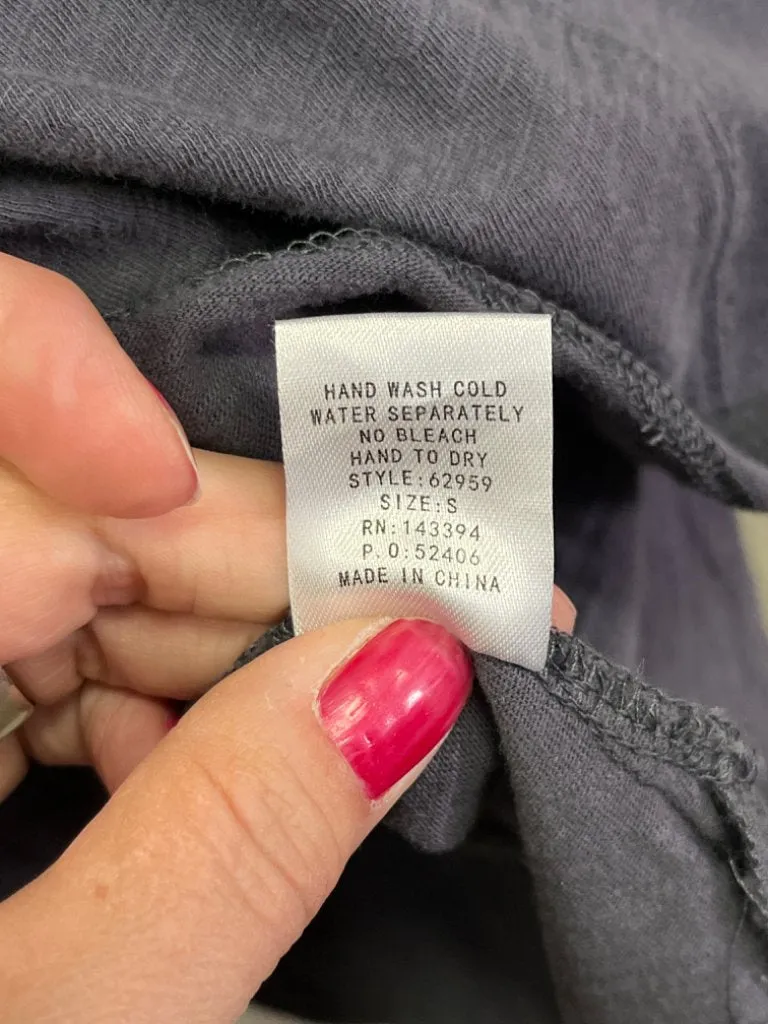 HAND WASH COLD
WATER SEPARATELY
NO BLEACH
HAND TO DRY
STYLE:62959
SIZE:S
RN:143394
P.O:52406
MADE IN CHINA